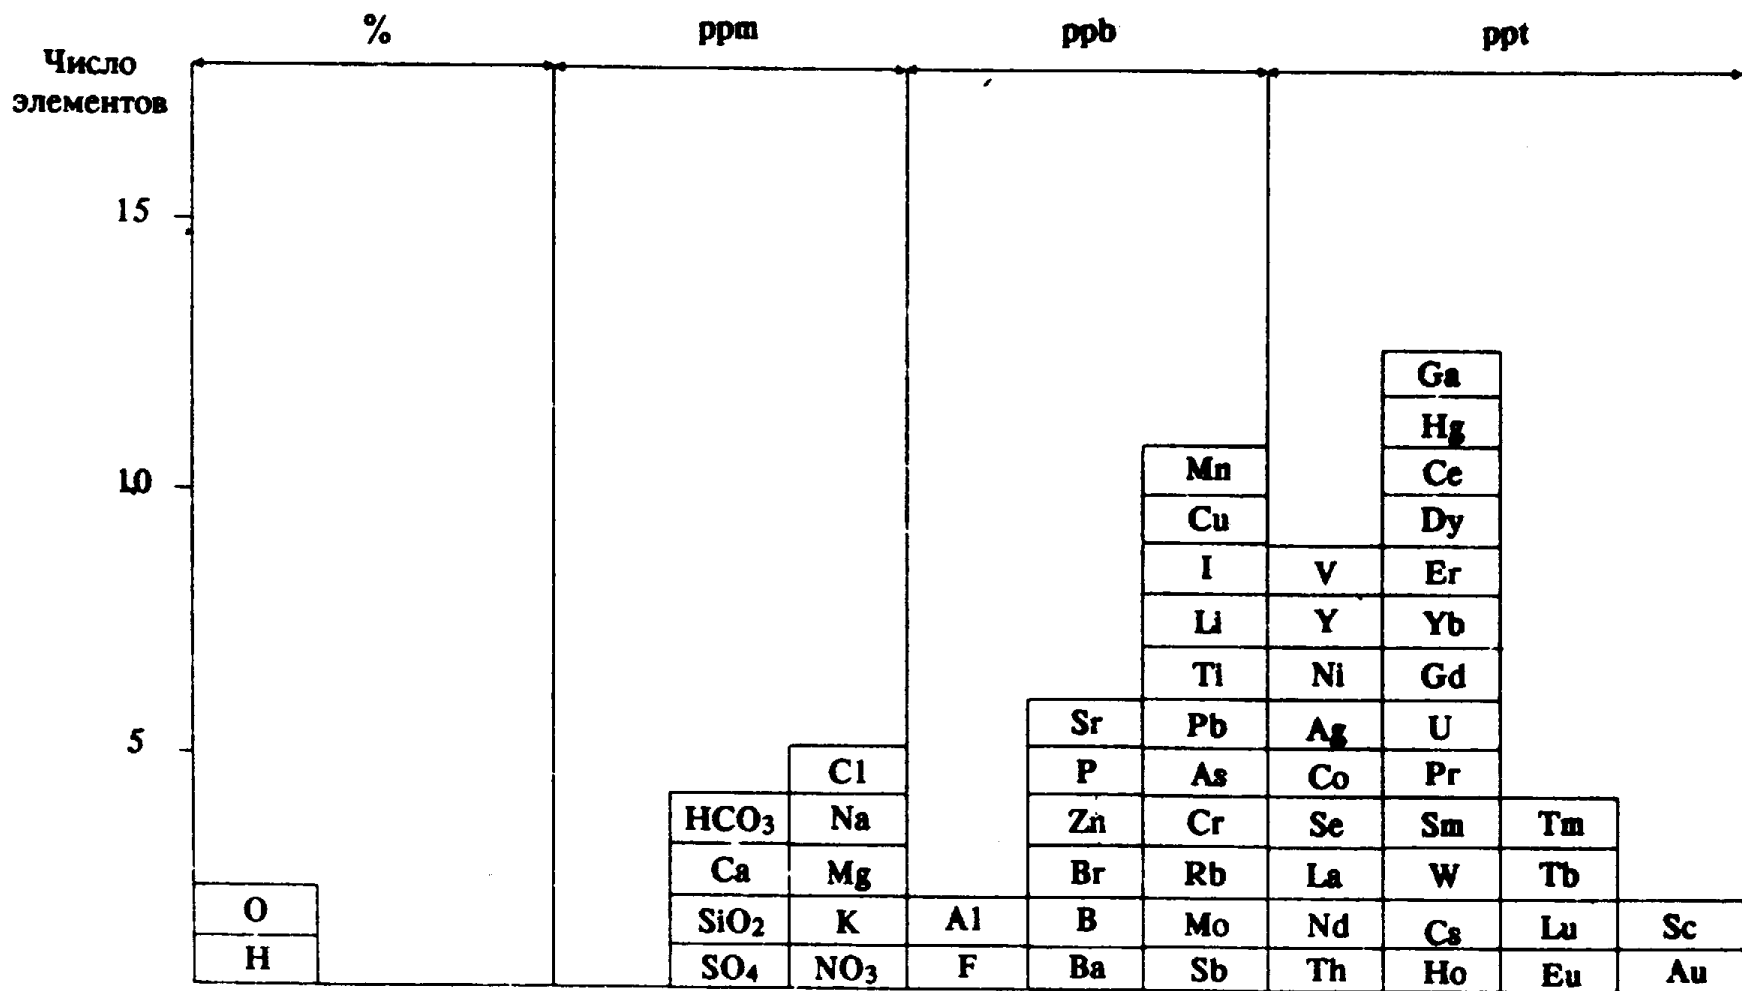 % ppm ppb ppt
Число
элементов
15
Ga
Hg
10 Mn Ce
Cu Dy
I V Er
Li Y Yb
Ti Ni Gd
5 Sr Pb Ag U
Cl P As Co Pr
HCO3 Na Zn Cr Se Sm Tm
Ca Mg Br Rb La W Tb
O SiO2 K Al B Mo Nd Cs Lu Sc
H SO4 NO3 F Ba Sb Th Ho Eu Au